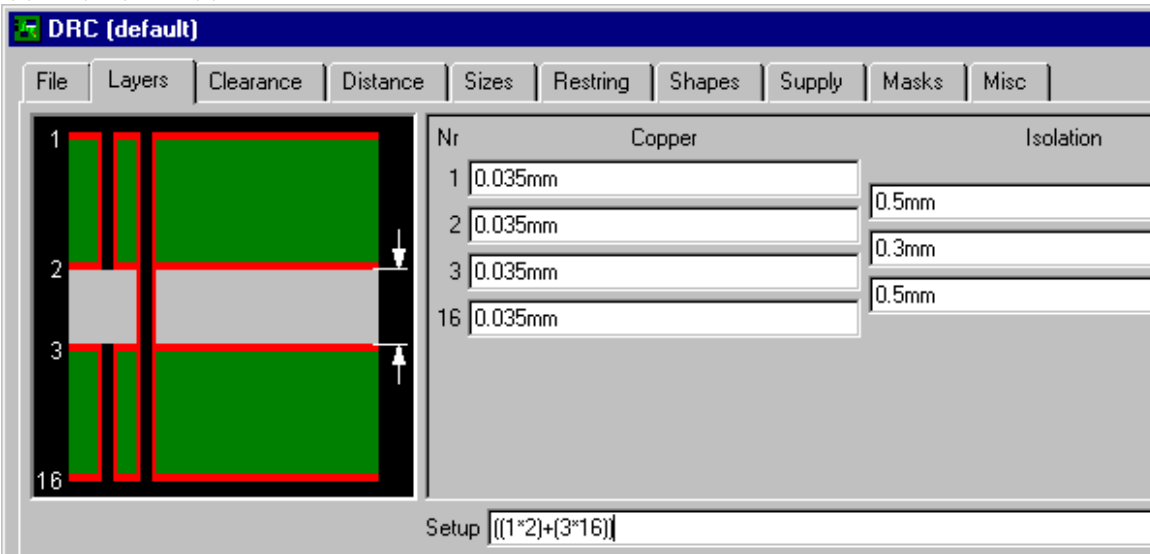 DRC (default)
File Layers Clearance Distance Sizes Restring Shapes Supply Masks Misc
1
2
3
16
Nr Copper Isolation
1 0.035mm
0.5mm
2 0.035mm
0.3mm
3 0.035mm
0.5mm
16 0.035mm
Setup ((1*2)+(3*16))